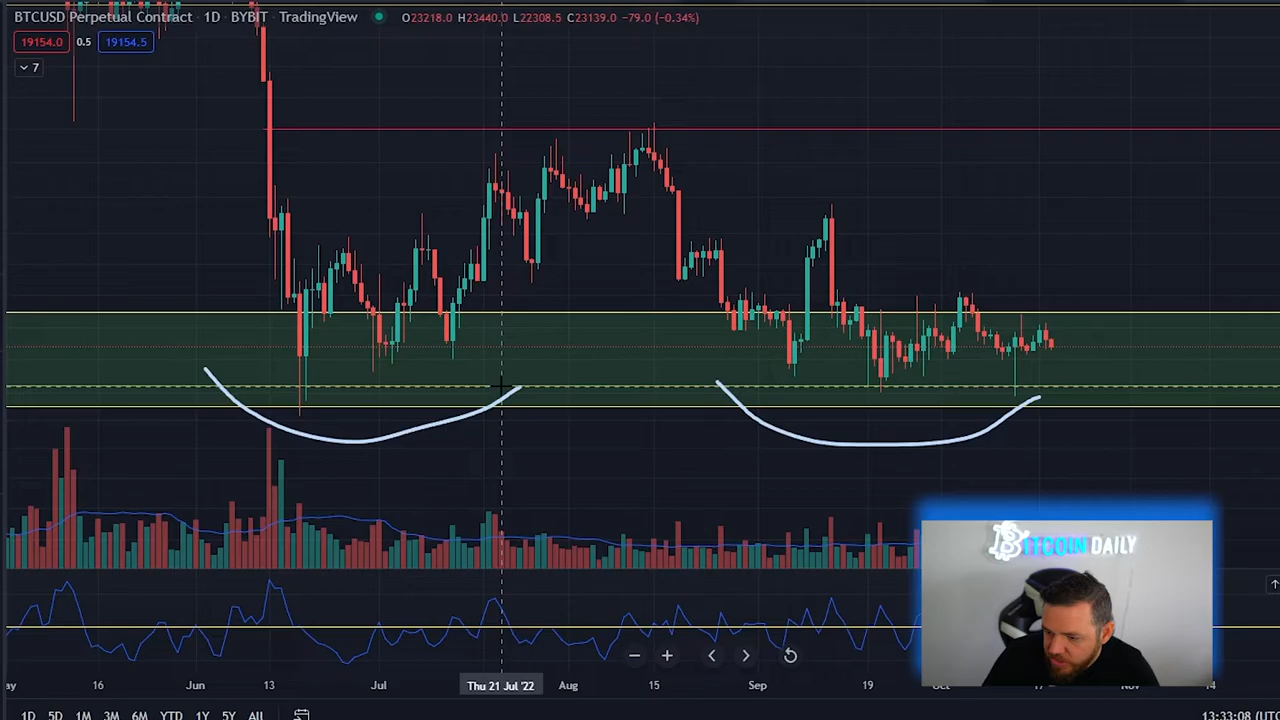 BTCUSD Perpetual Contract · 1D · BYBIT · TradingView O23218.0 H23440.0 L22308.5 C23139.0 −79.0 (−0.34%)
19154.0 0.5 19154.5
7
BITCOIN DAILY
16 Jun 13 Jul Thu 21 Jul '22 Aug 15 Sep 19 Oct 17 Nov 14
1D 5D 1M 3M 6M YTD 1Y 5Y All 13:33:08 (UTC